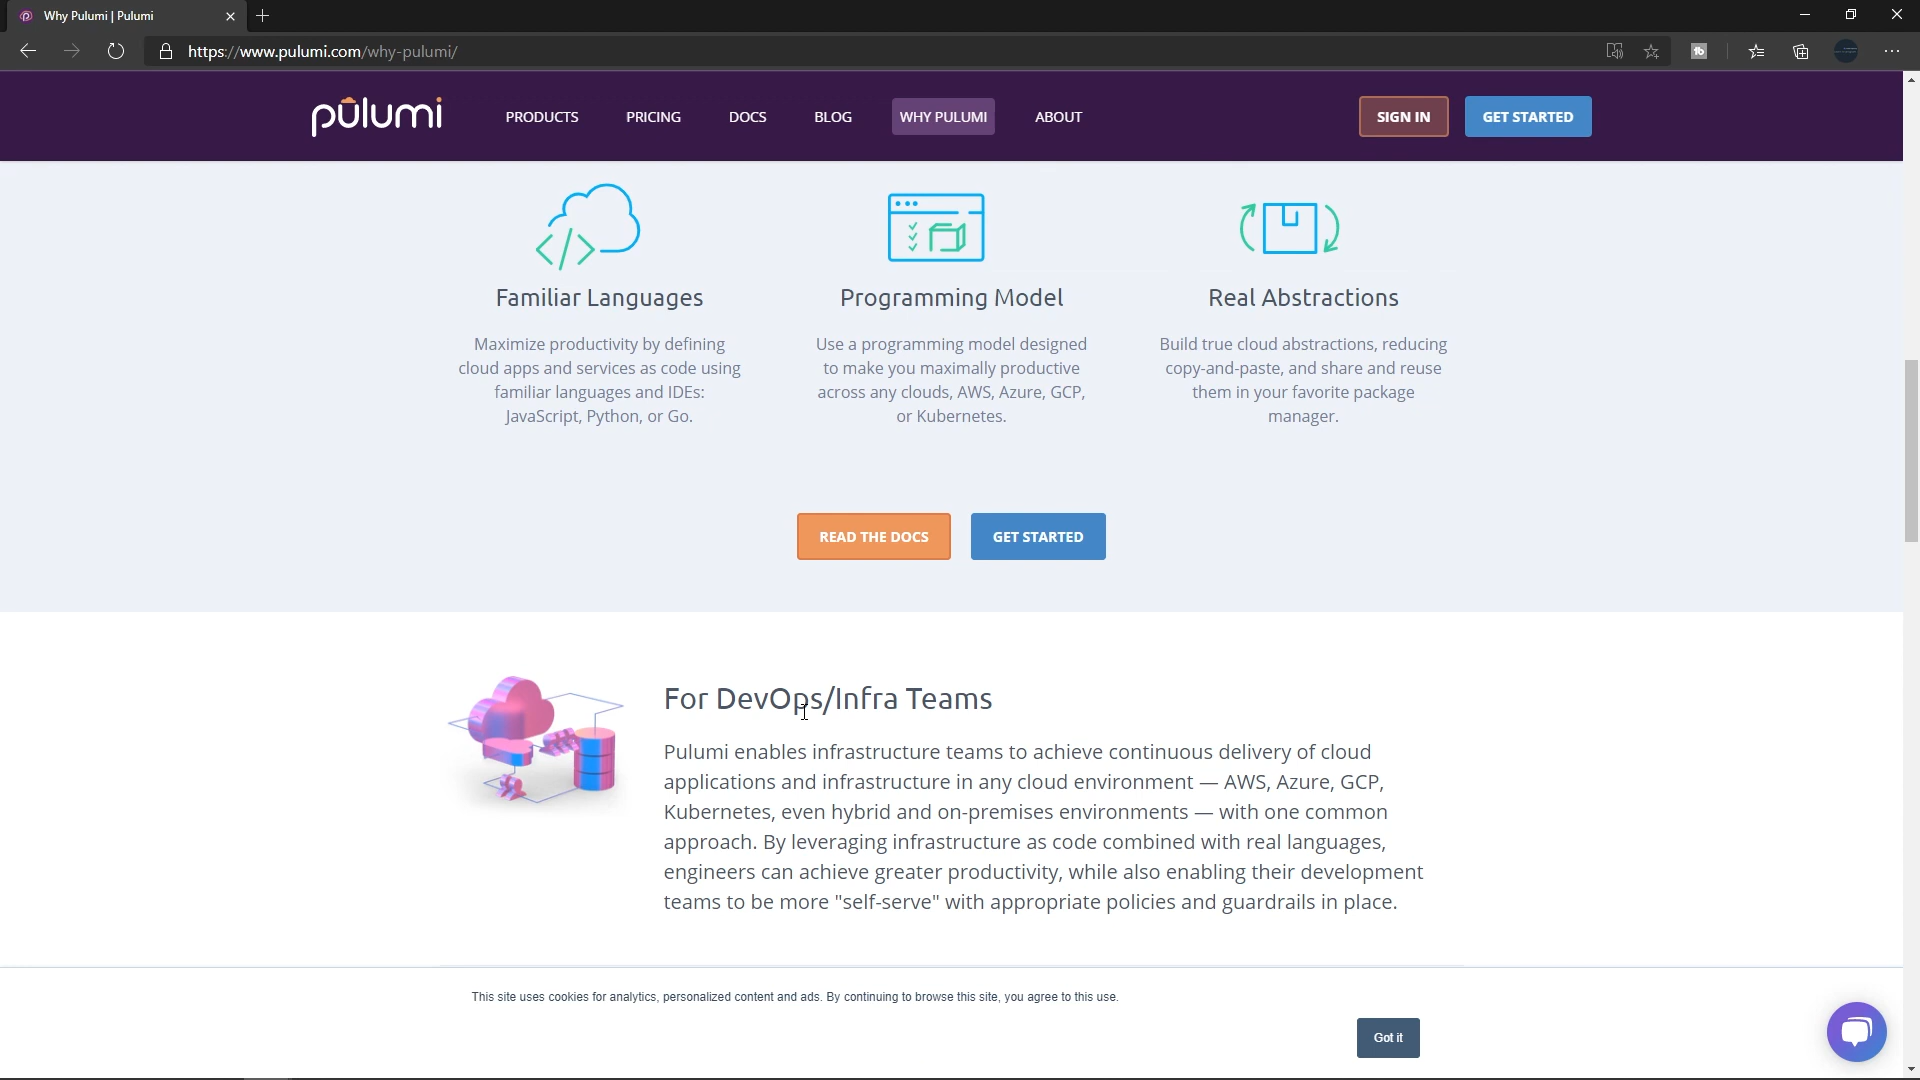 Why Pulumi | Pulumi
https://www.pulumi.com/why-pulumi/
pulumi
PRODUCTS
PRICING
DOCS
BLOG
WHY PULUMI
ABOUT
SIGN IN
GET STARTED
Familiar Languages
Maximize productivity by defining
cloud apps and services as code using
familiar languages and IDEs:
JavaScript, Python, or Go.
Programming Model
Use a programming model designed
to make you maximally productive
across any clouds, AWS, Azure, GCP,
or Kubernetes.
Real Abstractions
Build true cloud abstractions, reducing
copy-and-paste, and share and reuse
them in your favorite package
manager.
READ THE DOCS
GET STARTED
For DevOps/Infra Teams
Pulumi enables infrastructure teams to achieve continuous delivery of cloud
applications and infrastructure in any cloud environment — AWS, Azure, GCP,
Kubernetes, even hybrid and on-premises environments — with one common
approach. By leveraging infrastructure as code combined with real languages,
engineers can achieve greater productivity, while also enabling their development
teams to be more "self-serve" with appropriate policies and guardrails in place.
This site uses cookies for analytics, personalized content and ads. By continuing to browse this site, you agree to this use.
Got it